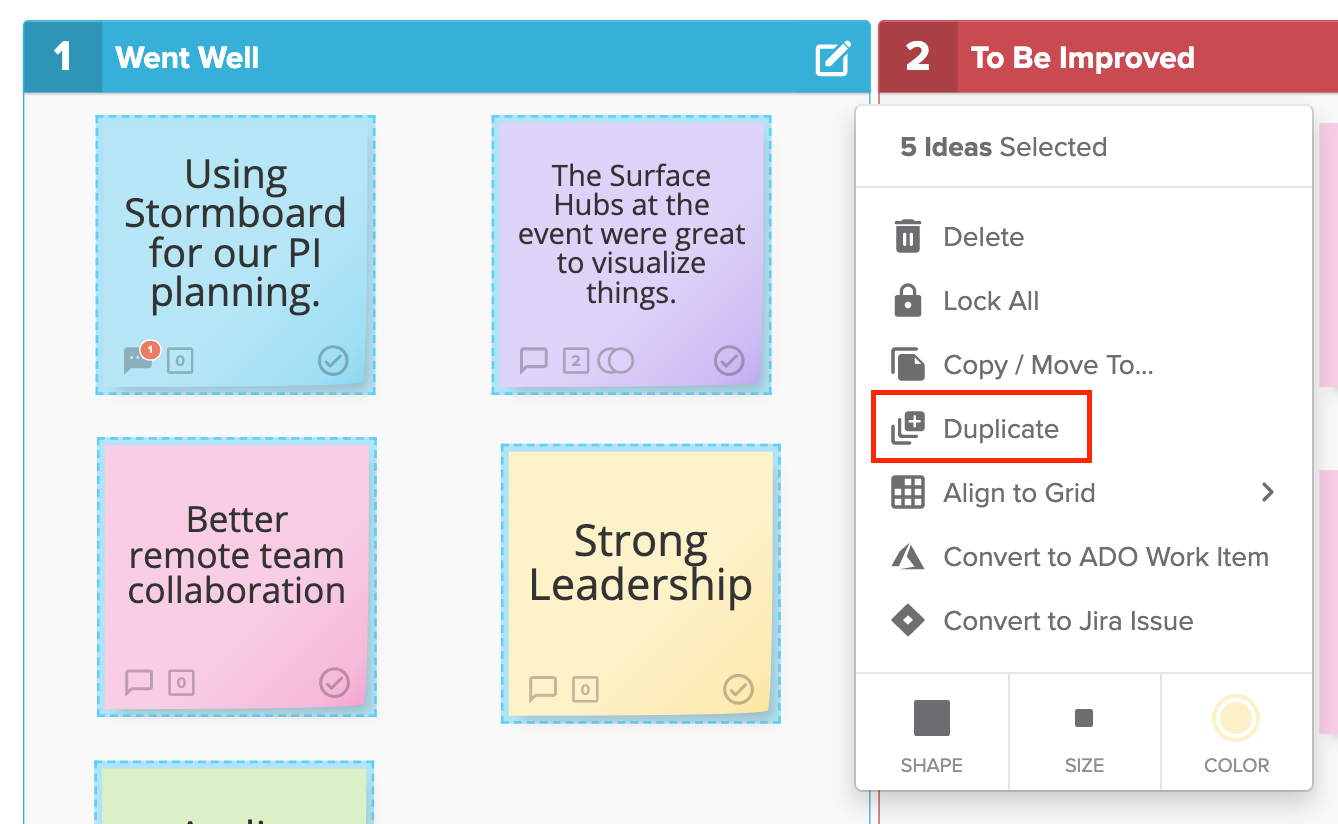 1 Went Well
2 To Be Improved
Using
Stormboard
for our PI
planning.
1
0
The Surface
Hubs at the
event were great
to visualize
things.
2
Better
remote team
collaboration
0
Strong
Leadership
0
5 Ideas Selected
Delete
Lock All
Copy / Move To...
Duplicate
Align to Grid
Convert to ADO Work Item
Convert to Jira Issue
SHAPE
SIZE
COLOR